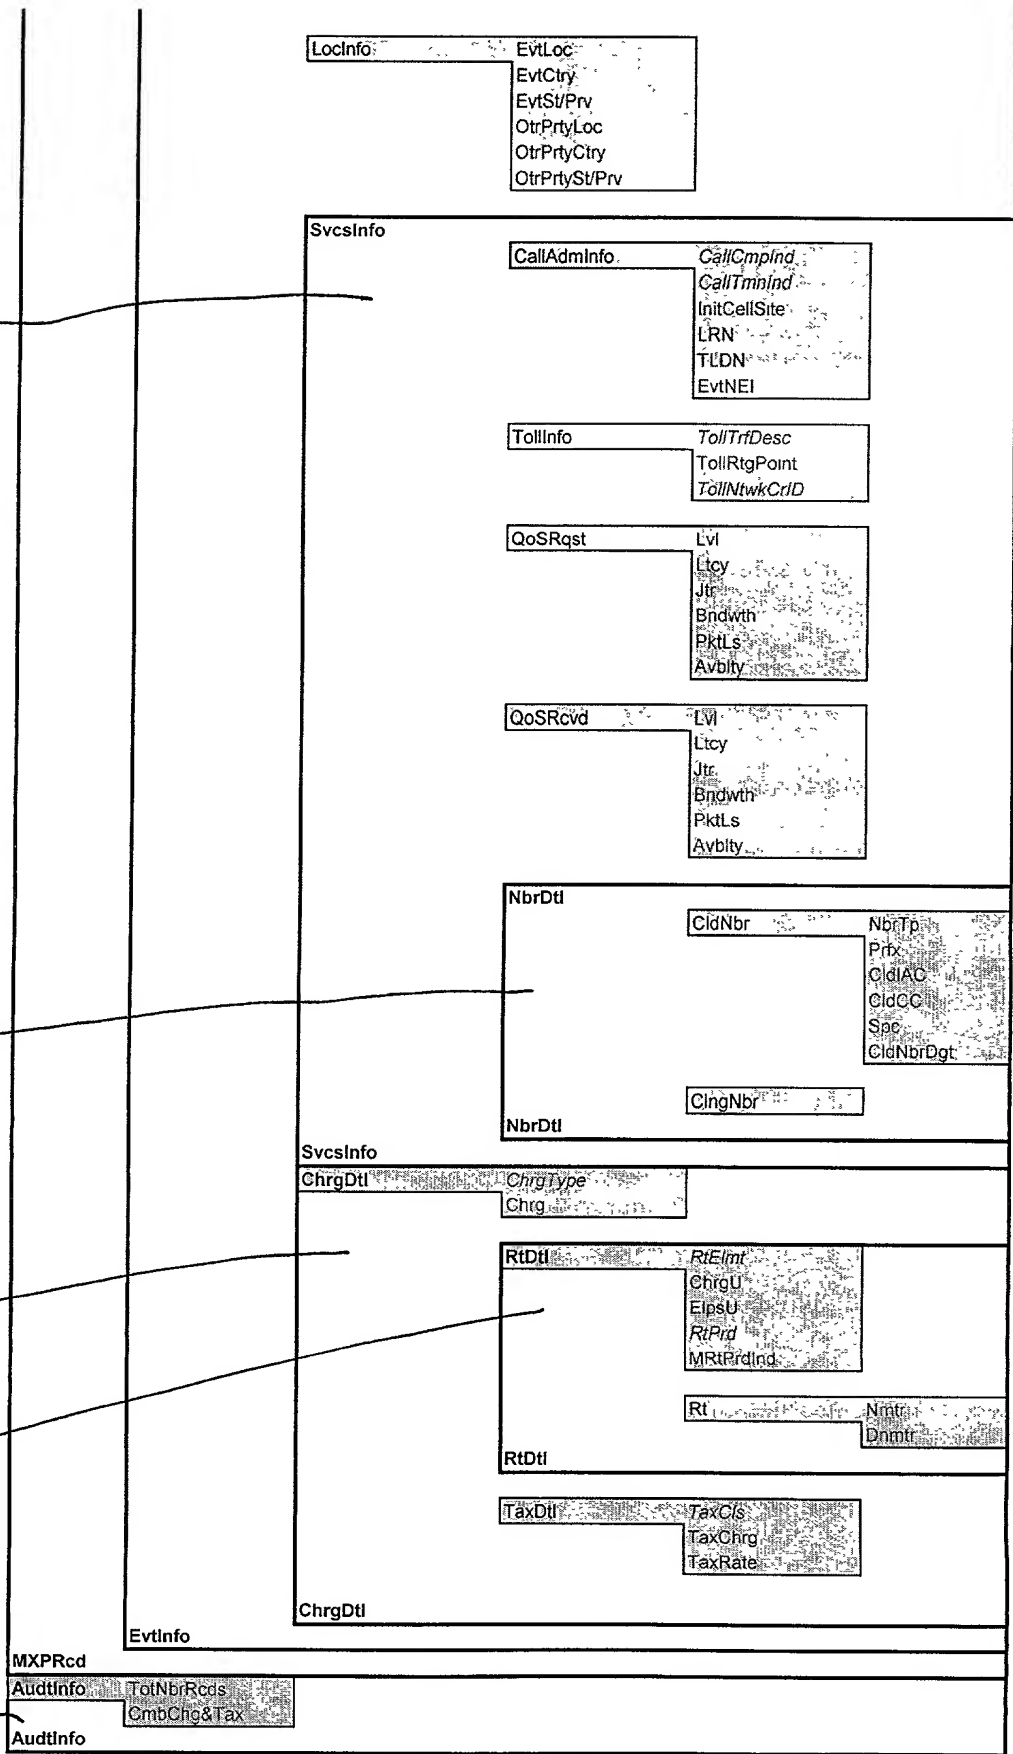 LocInfo EvtLoc
EvtCtry
EvtSt/Prv
OtrPrtyLoc
OtrPrtyCtry
OtrPrtySt/Prv
SvcsInfo
CallAdmInfo CallCmpInd
CallTmnInd
InitCellSite
LRN
TLDN
EvtNEI
TollInfo TollTrfDesc
TollRtgPoint
TollNtwkCrID
QoSRqst Lvl
Ltcy
Jtr
Bndwth
PktLs
Avblty
QoSRcvd Lvl
Ltcy
Jtr
Bndwth
PktLs
Avblty
NbrDtl
CldNbr NbrTp
Prfx
CldIAC
CldCC
Spc
CldNbrDgt
ClngNbr
NbrDtl
SvcsInfo
ChrgDtl ChrgType
Chrg
RtDtl RtElmt
ChrgU
ElpsU
RtPrd
MRtPrdInd
Rt Nmtr
Dnmtr
RtDtl
TaxDtl TaxCls
TaxChrg
TaxRate
ChrgDtl
EvtInfo
MXPRcd
AudtInfo TotNbrRcds
CmbChg&Tax
AudtInfo